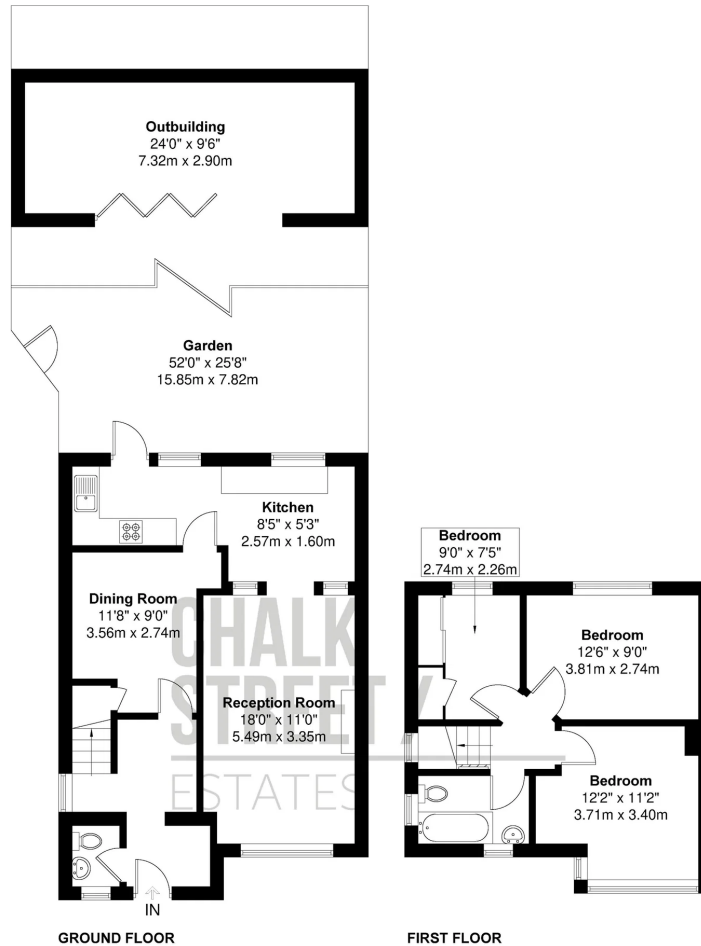 Outbuilding
24'0" x 9'6"
7.32m x 2.90m
Garden
52'0" x 25'8"
15.85m x 7.82m
Kitchen
8'5" x 5'3"
2.57m x 1.60m
Dining Room
11'8" x 9'0"
3.56m x 2.74m
Reception Room
18'0" x 11'0"
5.49m x 3.35m
IN
GROUND FLOOR
Bedroom
9'0" x 7'5"
2.74m x 2.26m
Bedroom
12'6" x 9'0"
3.81m x 2.74m
Bedroom
12'2" x 11'2"
3.71m x 3.40m
FIRST FLOOR
CHALK
STREET /
ESTATES